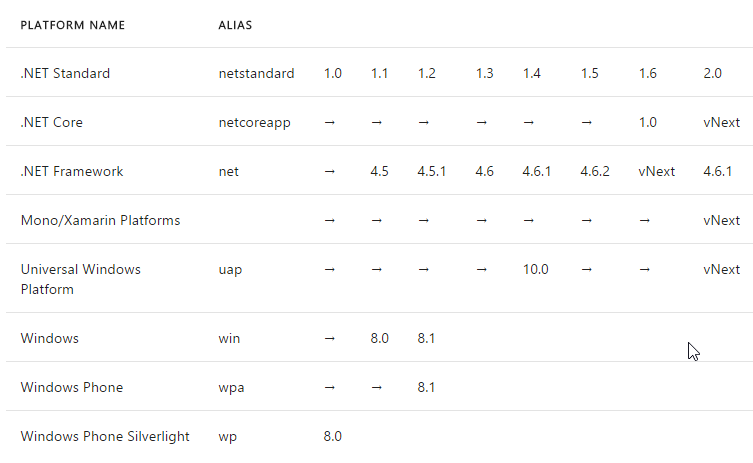 PLATFORM NAME ALIAS
.NET Standard netstandard 1.0 1.1 1.2 1.3 1.4 1.5 1.6 2.0
.NET Core netcoreapp → → → → → → 1.0 vNext
.NET Framework net → 4.5 4.5.1 4.6 4.6.1 4.6.2 vNext 4.6.1
Mono/Xamarin Platforms → → → → → → → vNext
Universal Windows
Platform uap → → → → 10.0 → → vNext
Windows win → 8.0 8.1
Windows Phone wpa → → 8.1
Windows Phone Silverlight wp 8.0